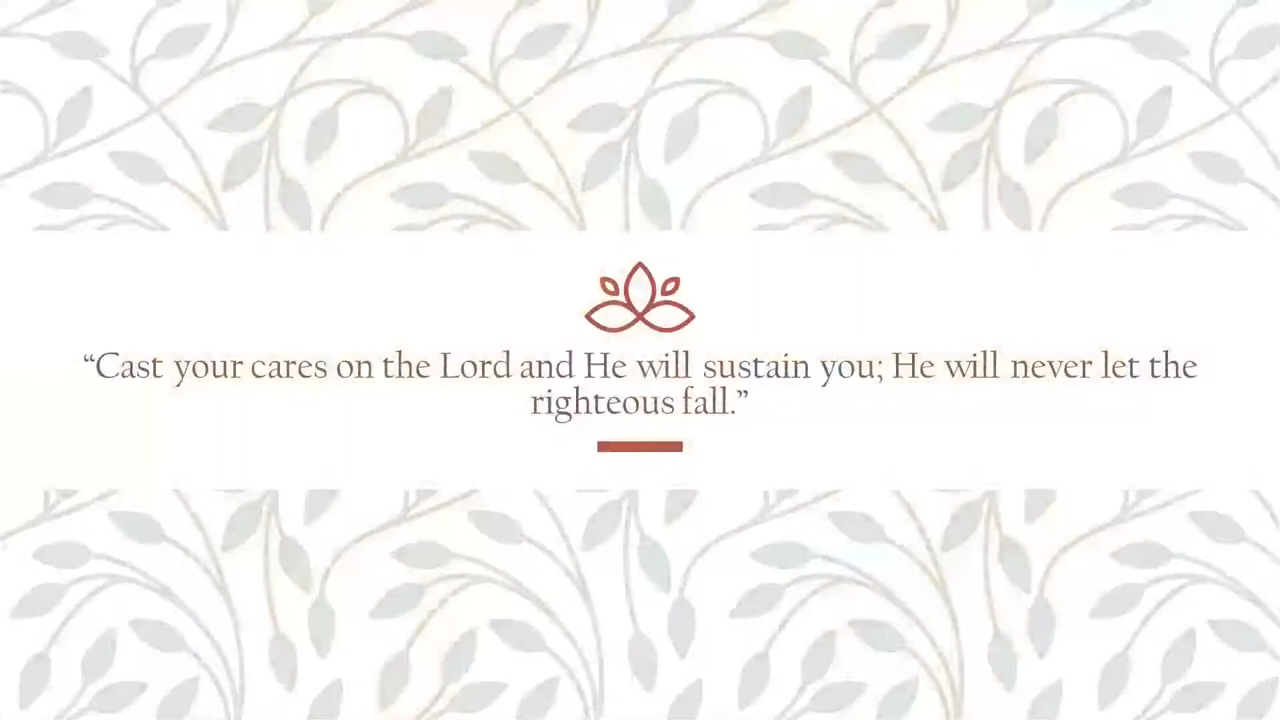 “Cast your cares on the Lord and He will sustain you; He will never let the
righteous fall.”